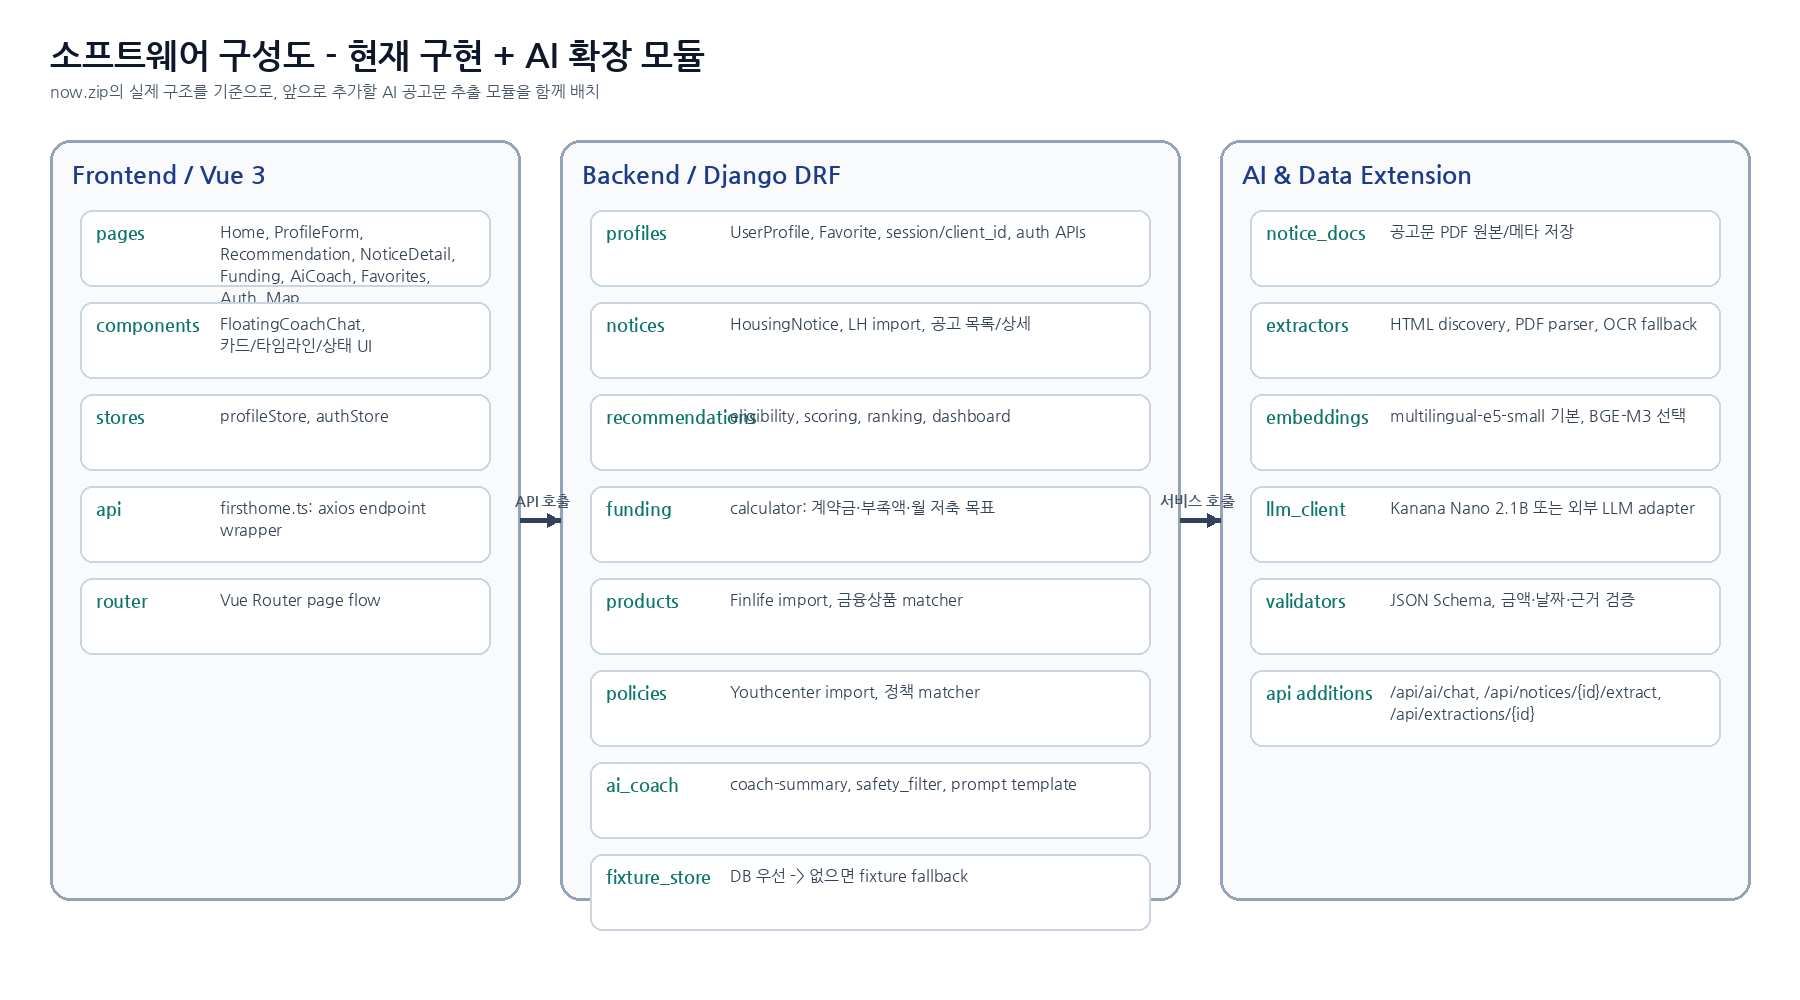 소프트웨어 구성도 - 현재 구현 + AI 확장 모듈
now.zip의 실제 구조를 기준으로, 앞으로 추가할 AI 공고문 추출 모듈을 함께 배치
Frontend / Vue 3
pages
Home, ProfileForm,
Recommendation, NoticeDetail,
Funding, AiCoach, Favorites,
Auth, Map
components
FloatingCoachChat,
카드/타임라인/상태 UI
stores
profileStore, authStore
api
firsthome.ts: axios endpoint
wrapper
router
Vue Router page flow
API 호출
Backend / Django DRF
profiles
UserProfile, Favorite, session/client_id, auth APIs
notices
HousingNotice, LH import, 공고 목록/상세
recommendations
eligibility, scoring, ranking, dashboard
funding
calculator: 계약금·부족액·월 저축 목표
products
Finlife import, 금융상품 matcher
policies
Youthcenter import, 정책 matcher
ai_coach
coach-summary, safety_filter, prompt template
fixture_store
DB 우선 -> 없으면 fixture fallback
서비스 호출
AI & Data Extension
notice_docs
공고문 PDF 원본/메타 저장
extractors
HTML discovery, PDF parser, OCR fallback
embeddings
multilingual-e5-small 기본, BGE-M3 선택
llm_client
Kanana Nano 2.1B 또는 외부 LLM adapter
validators
JSON Schema, 금액·날짜·근거 검증
api additions
/api/ai/chat, /api/notices/{id}/extract,
/api/extractions/{id}